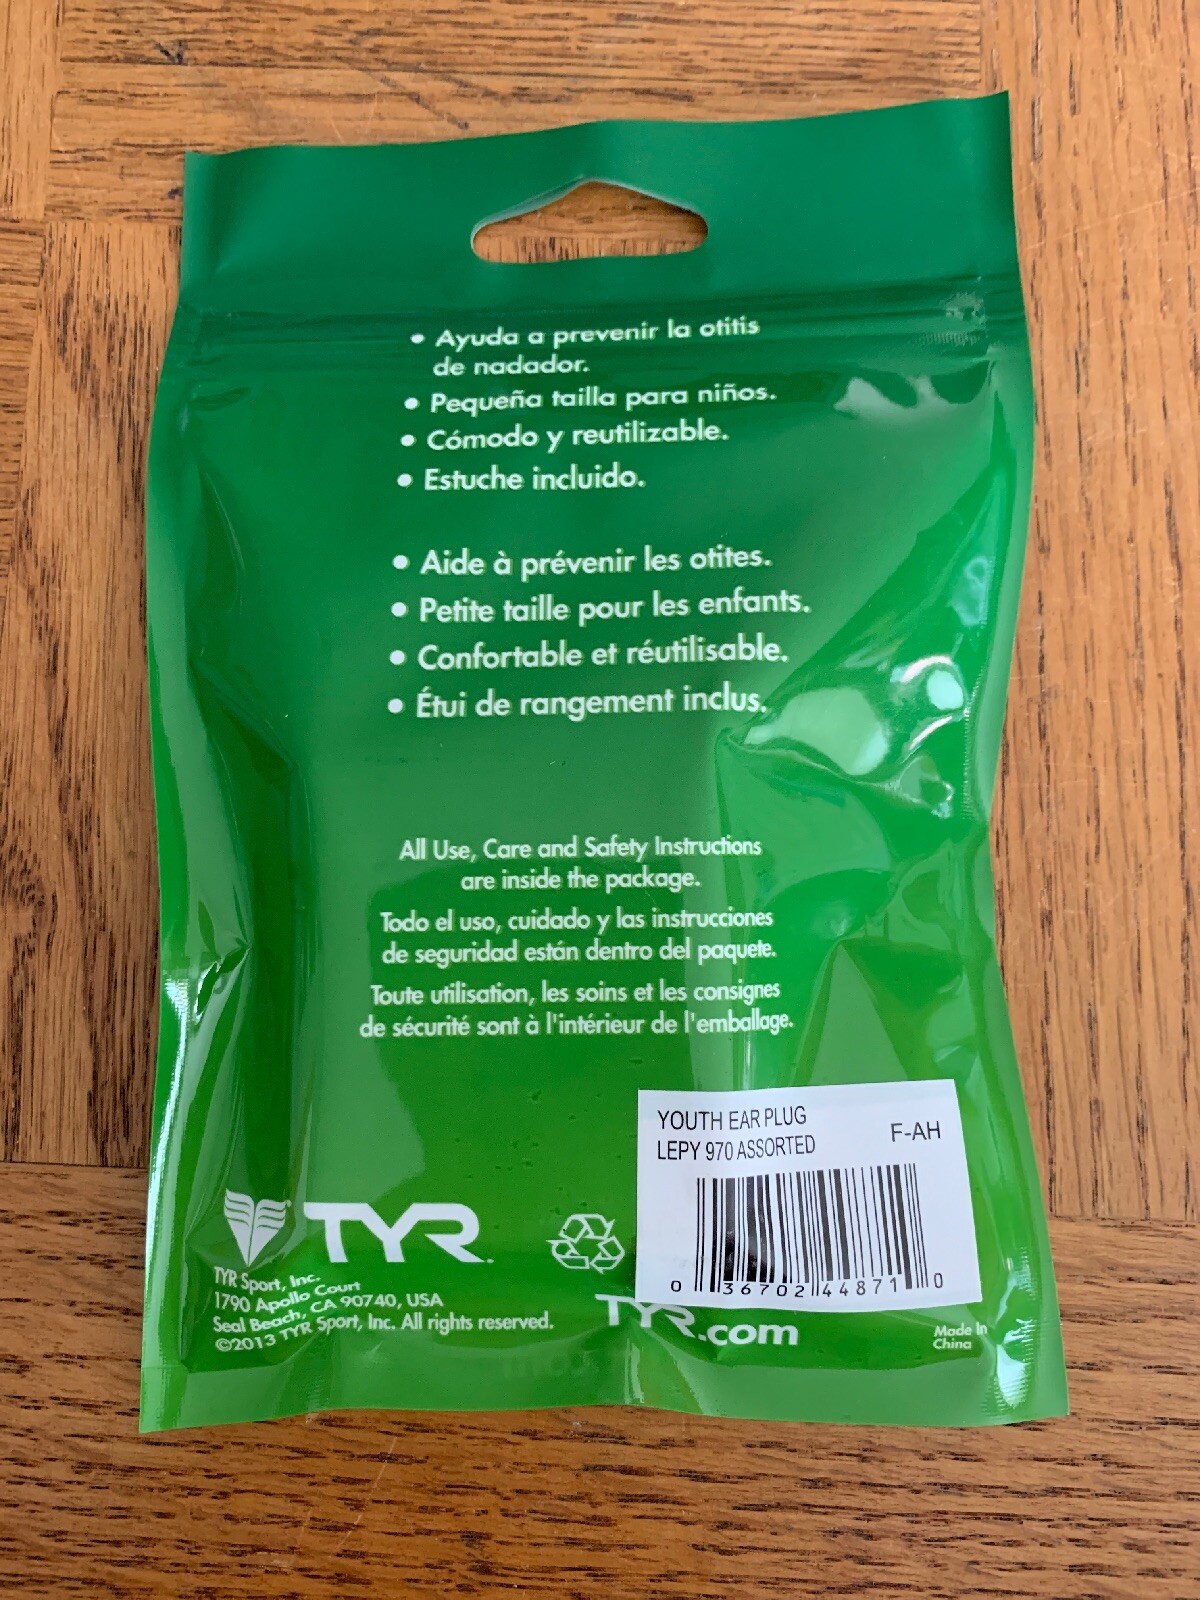 • Ayuda a prevenir la otitis
de nadador.
• Pequeña tailla para niños.
• Cómodo y reutilizable.
• Estuche incluido.
• Aide à prévenir les otites.
• Petite taille pour les enfants.
• Confortable et réutilisable.
• Étui de rangement inclus.
All Use, Care and Safety Instructions
are inside the package.
Todo el uso, cuidado y las instrucciones
de seguridad están dentro del paquete.
Toute utilisation, les soins et les consignes
de sécurité sont à l'intérieur de l'emballage.
YOUTH EAR PLUG
LEPY 970 ASSORTED F-AH
0 36702 44871 0
TYR
TYR Sport, Inc.
1790 Apollo Court
Seal Beach, CA 90740, USA
©2013 TYR Sport, Inc. All rights reserved.
TYR.com
Made In
China